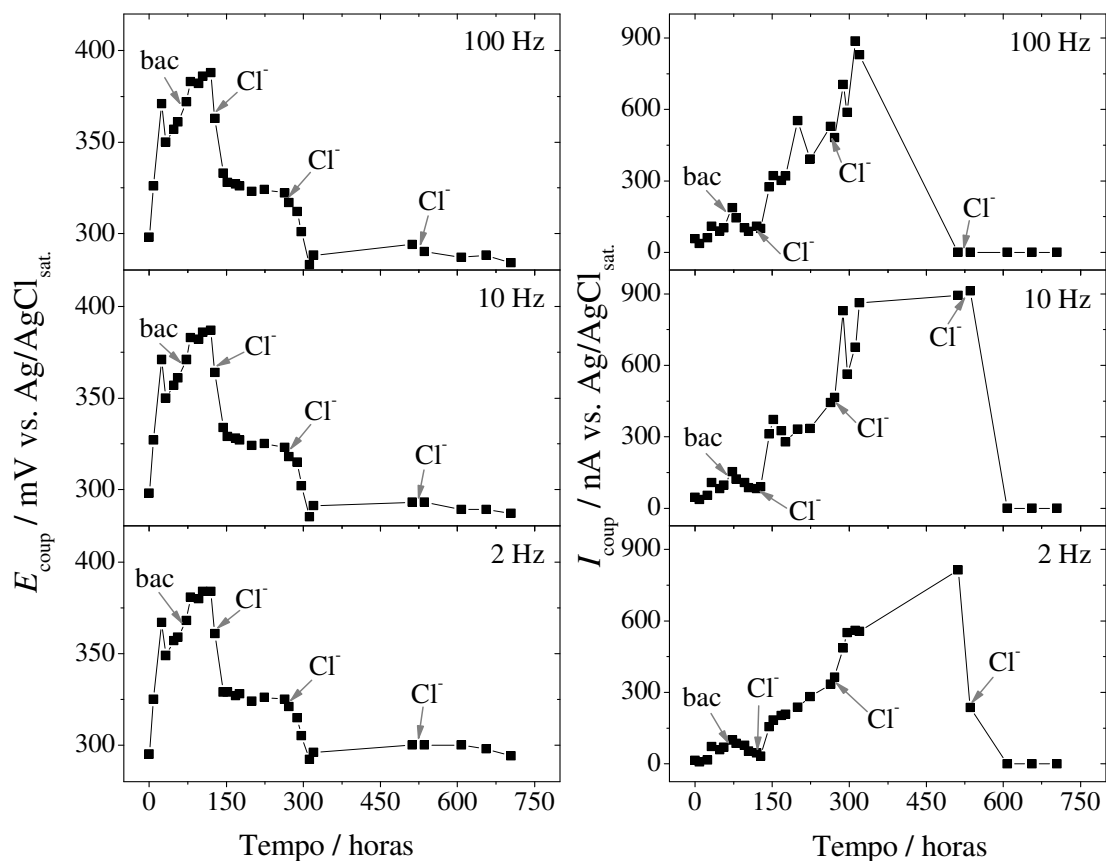 400
350
300
bac
Cl⁻
Cl⁻
Cl⁻
100 Hz
400
350
300
bac
Cl⁻
Cl⁻
Cl⁻
10 Hz
400
350
300
bac
Cl⁻
Cl⁻
Cl⁻
2 Hz
0 150 300 450 600 750
Tempo / horas
E_coup / mV vs. Ag/AgCl_sat.
900
600
300
0
bac
Cl⁻
Cl⁻
Cl⁻
100 Hz
900
600
300
0
bac
Cl⁻
Cl⁻
Cl⁻
10 Hz
900
600
300
0
bac
Cl⁻
Cl⁻
Cl⁻
2 Hz
0 150 300 450 600 750
Tempo / horas
I_coup / nA vs. Ag/AgCl_sat.